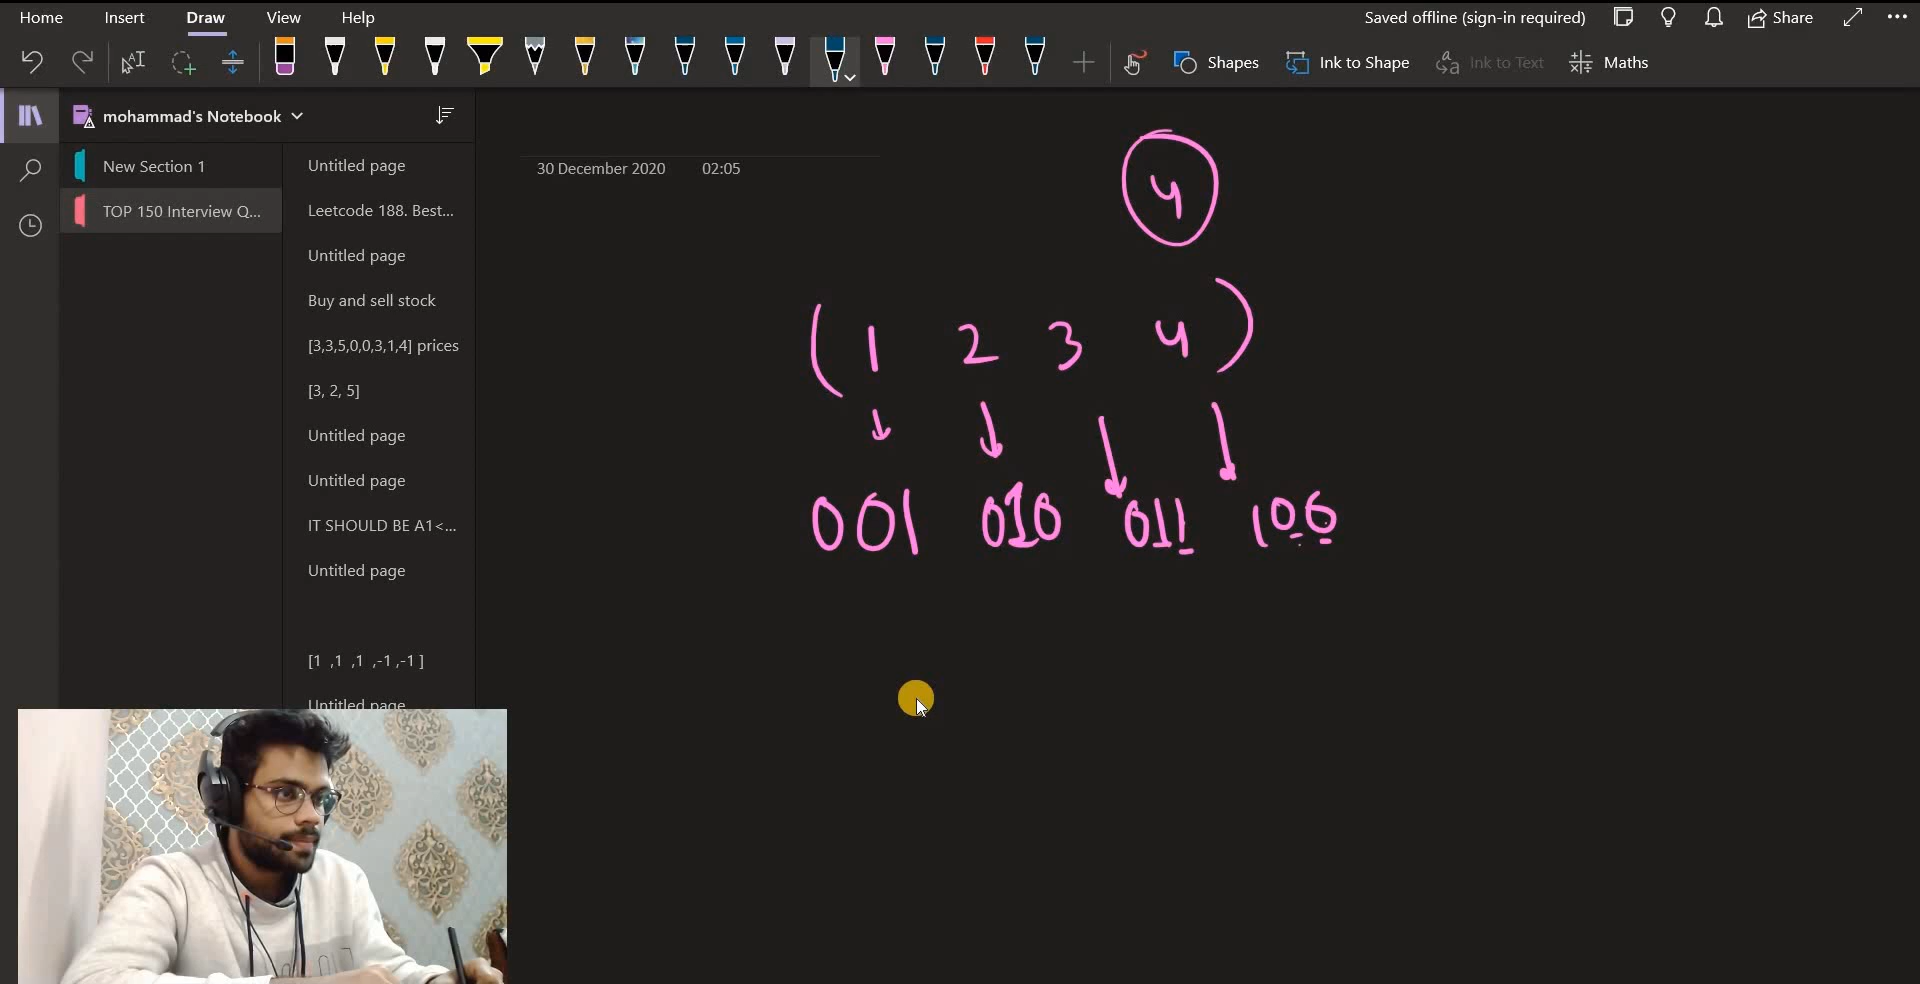 Home Insert Draw View Help
Saved offline (sign-in required) Share
Shapes Ink to Shape Ink to Text Maths
mohammad's Notebook
New Section 1
TOP 150 Interview Q...
Untitled page
Leetcode 188. Best...
Untitled page
Buy and sell stock
[3,3,5,0,0,3,1,4] prices
[3, 2, 5]
Untitled page
Untitled page
IT SHOULD BE A1<...
Untitled page
[1 ,1 ,1 ,-1 ,-1 ]
Untitled page
30 December 2020 02:05
4
( 1 2 3 4 )
001 010 011 100